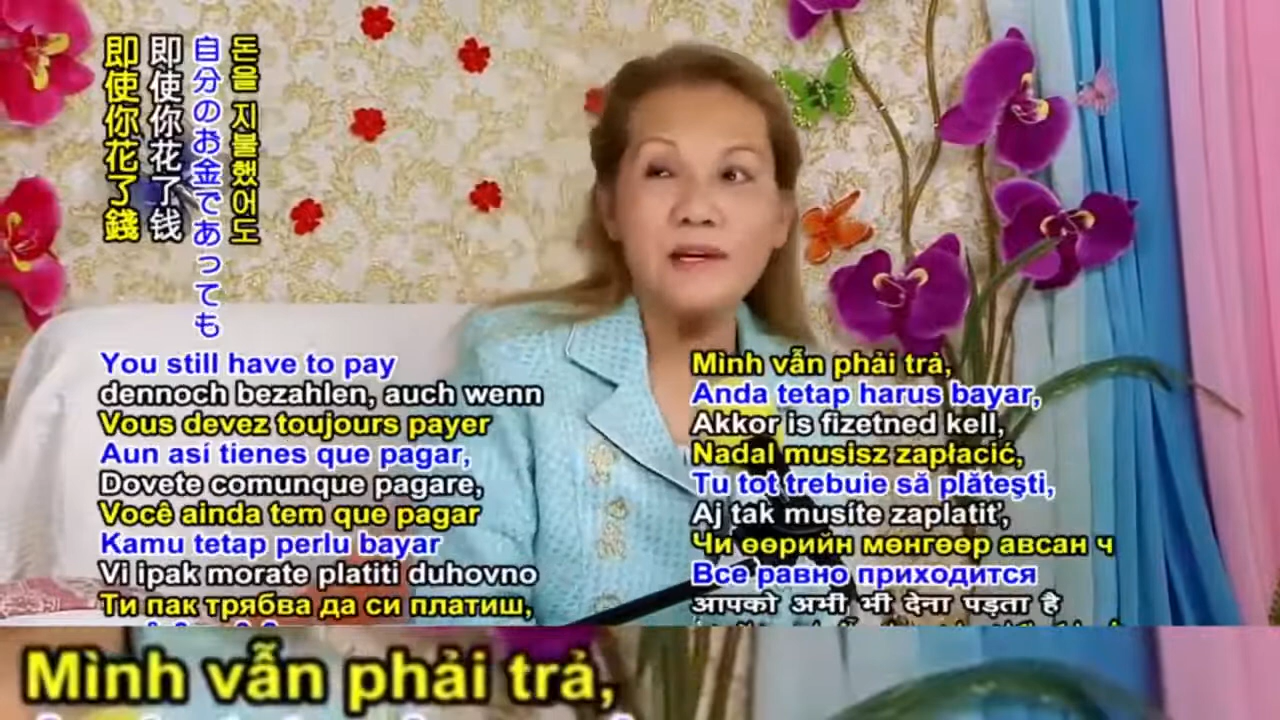 即使你花了錢
即使你花了钱
自分のお金であっても
돈을 지불했어도
You still have to pay
dennoch bezahlen, auch wenn
Vous devez toujours payer
Aun así tienes que pagar,
Dovete comunque pagare,
Você ainda tem que pagar
Kamu tetap perlu bayar
Vi ipak morate platiti duhovno
Ти пак трябва да си платиш,
Mình vẫn phải trả,
Anda tetap harus bayar,
Akkor is fizetned kell,
Nadal musisz zapłacić,
Tu tot trebuie să plăteşti,
Aj tak musíte zaplatiť,
Чи өөрийн мөнгөөр авсан ч
Все равно приходится
आपको अभी भी देना पड़ता है
Mình vẫn phải trả,